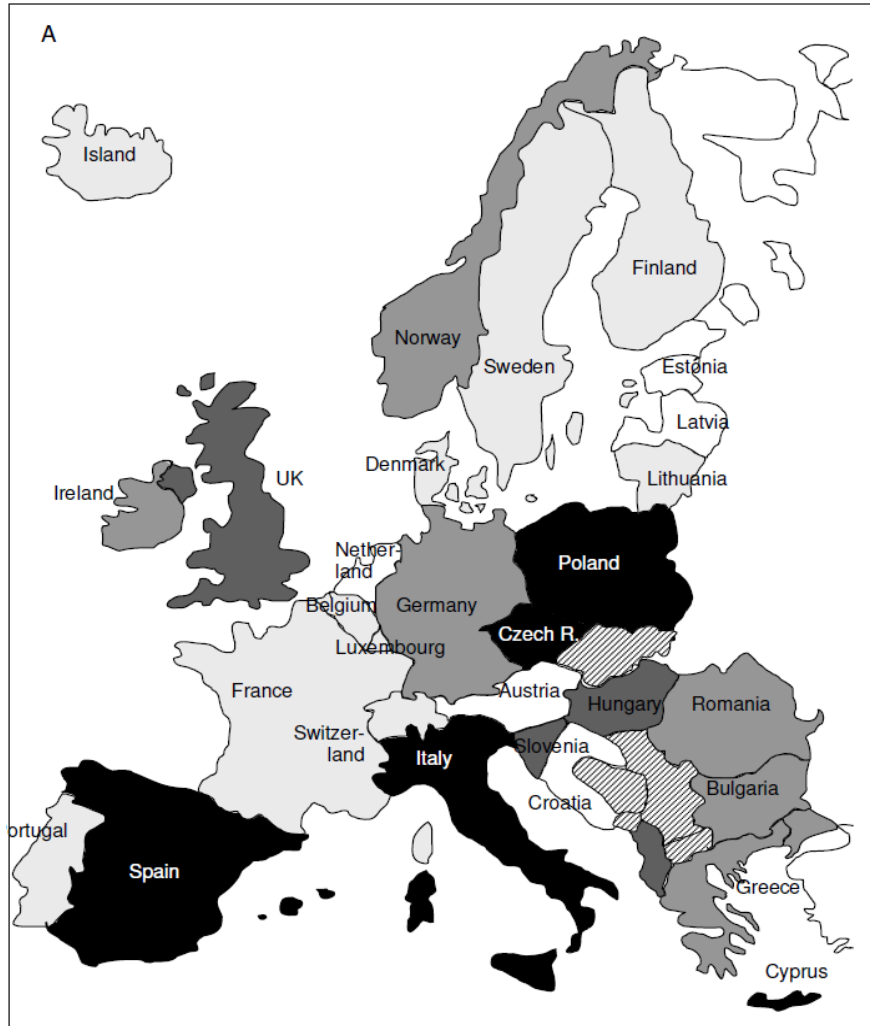 A
Island
Finland
Norway
Sweden
Estonia
Latvia
Denmark
Lithuania
UK
Ireland
Nether-
land
Poland
Belgium
Germany
Czech R.
Luxembourg
France
Austria
Hungary
Romania
Switzer-
land
Slovenia
Italy
Bulgaria
Croatia
ortugal
Spain
Greece
Cyprus